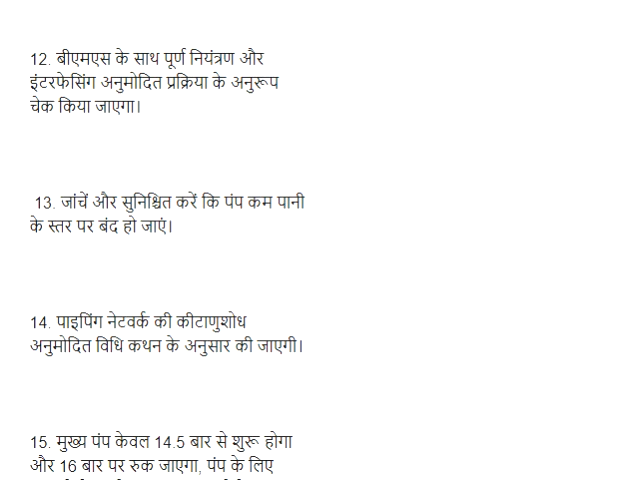 12. बीएमएस के साथ पूर्ण नियंत्रण और
इंटरफेसिंग अनुमोदित प्रक्रिया के अनुरूप
चेक किया जाएगा।
13. जांचें और सुनिश्चित करें कि पंप कम पानी
के स्तर पर बंद हो जाएं।
14. पाइपिंग नेटवर्क की कीटाणुशोध
अनुमोदित विधि कथन के अनुसार की जाएगी।
15. मुख्य पंप केवल 14.5 बार से शुरू होगा
और 16 बार पर रुक जाएगा, पंप के लिए